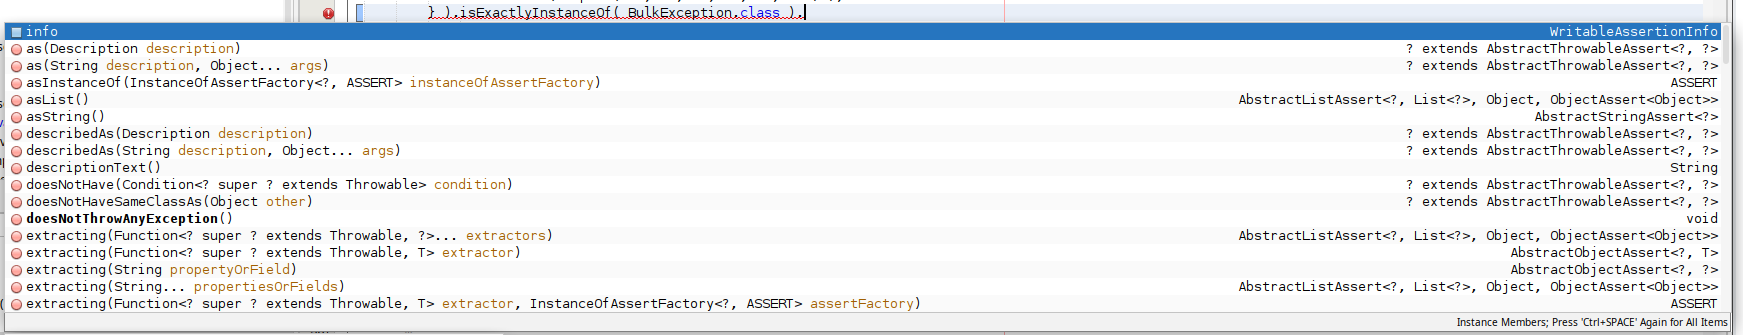 } ).isExactlyInstanceOf( BulkException.class ).
info WritableAssertionInfo
as(Description description) ? extends AbstractThrowableAssert<?, ?>
as(String description, Object... args) ? extends AbstractThrowableAssert<?, ?>
asInstanceOf(InstanceOfAssertFactory<?, ASSERT> instanceOfAssertFactory) ASSERT
asList() AbstractListAssert<?, List<?>, Object, ObjectAssert<Object>>
asString() AbstractStringAssert<?>
describedAs(Description description) ? extends AbstractThrowableAssert<?, ?>
describedAs(String description, Object... args) ? extends AbstractThrowableAssert<?, ?>
descriptionText() String
doesNotHave(Condition<? super ? extends Throwable> condition) ? extends AbstractThrowableAssert<?, ?>
doesNotHaveSameClassAs(Object other) ? extends AbstractThrowableAssert<?, ?>
doesNotThrowAnyException() void
extracting(Function<? super ? extends Throwable, ?>... extractors) AbstractListAssert<?, List<?>, Object, ObjectAssert<Object>>
extracting(Function<? super ? extends Throwable, T> extractor) AbstractObjectAssert<?, T>
extracting(String propertyOrField) AbstractObjectAssert<?, ?>
extracting(String... propertiesOrFields) AbstractListAssert<?, List<?>, Object, ObjectAssert<Object>>
extracting(Function<? super ? extends Throwable, T> extractor, InstanceOfAssertFactory<?, ASSERT> assertFactory) ASSERT
Instance Members; Press 'Ctrl+SPACE' Again for All Items